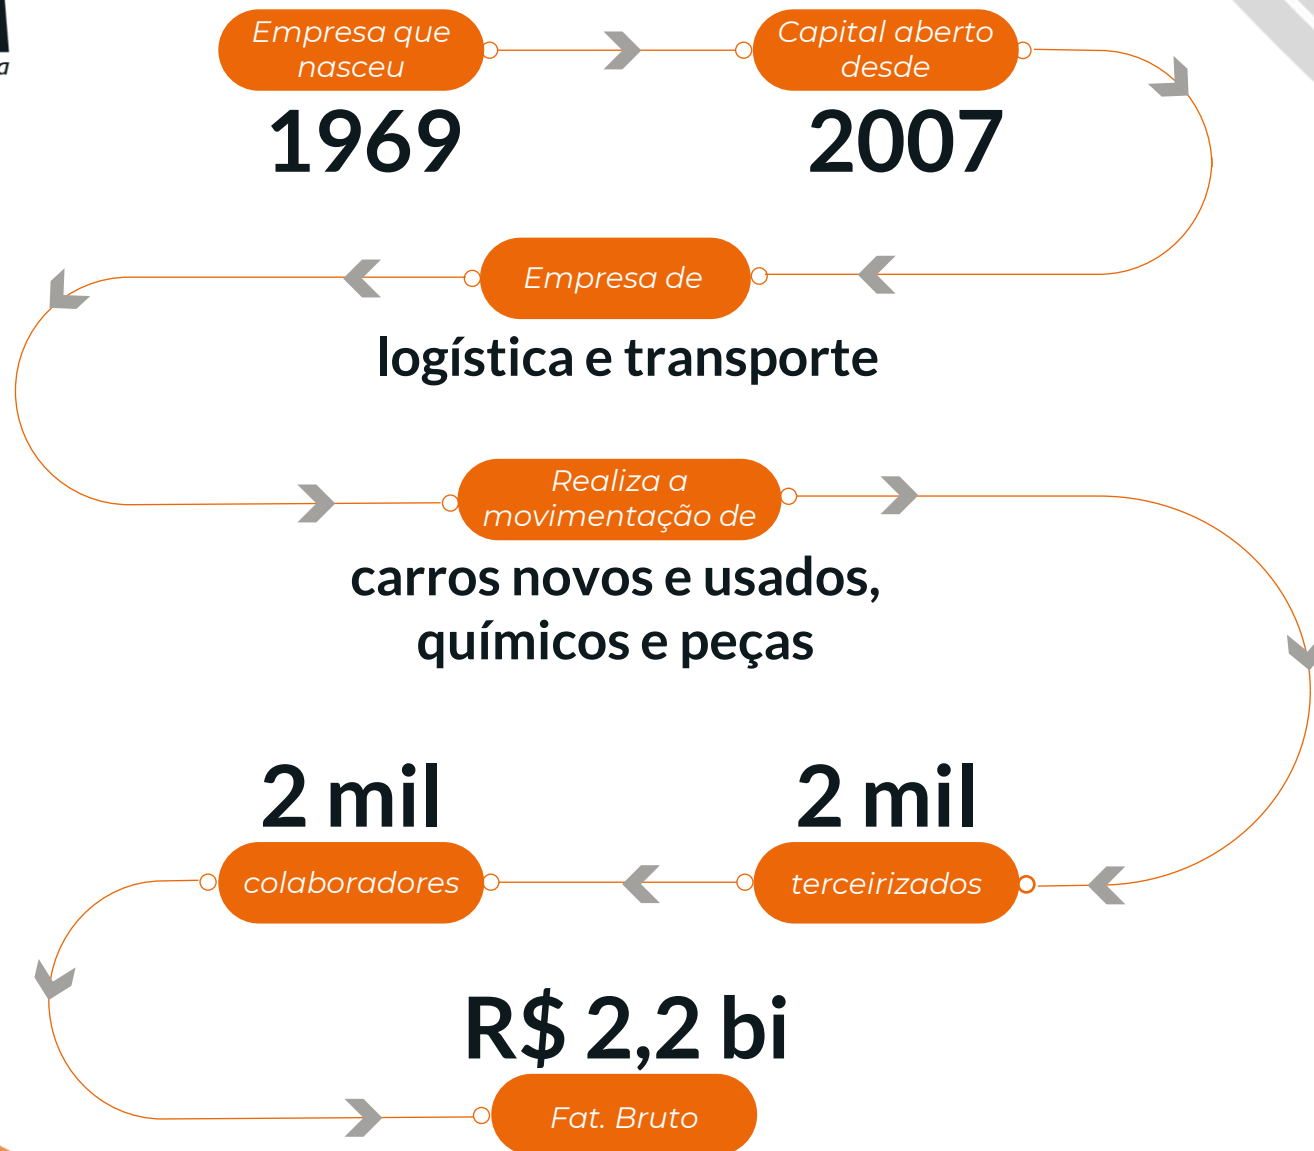 a
Empresa que
nasceu
1969
Capital aberto
desde
2007
Empresa de
logística e transporte
Realiza a
movimentação de
carros novos e usados,
químicos e peças
2 mil
terceirizados
2 mil
colaboradores
R$ 2,2 bi
Fat. Bruto